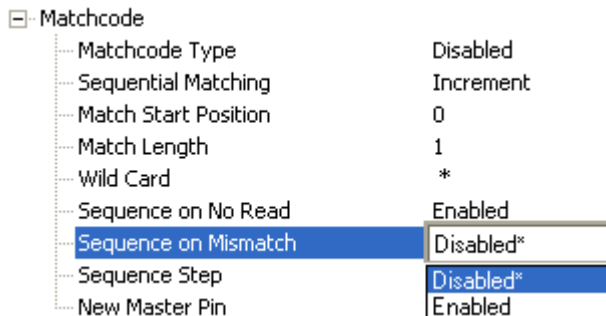 Matchcode
Matchcode Type Disabled
Sequential Matching Increment
Match Start Position 0
Match Length 1
Wild Card *
Sequence on No Read Enabled
Sequence on Mismatch Disabled*
Sequence Step Disabled*
New Master Pin Enabled